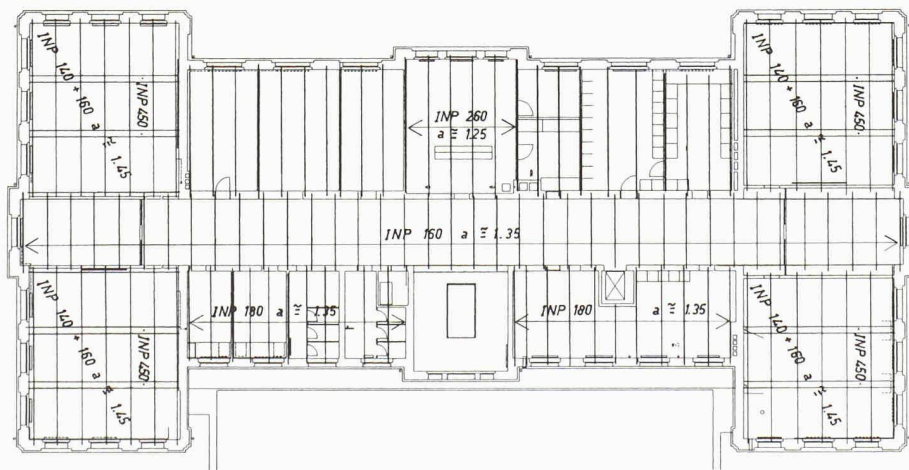 INP 140 + 160 a ≅ 1.45
INP 450
INP 260
a ≅ 1.25
INP 140 + 160 a ≅ 1.45
INP 450
INP 160 a ≅ 1.35
INP 140 + 160 a ≅ 1.45
INP 450
INP 180 a ≅ 1.35
INP 180 a ≅ 1.35
INP 140 + 160 a ≅ 1.45
INP 450